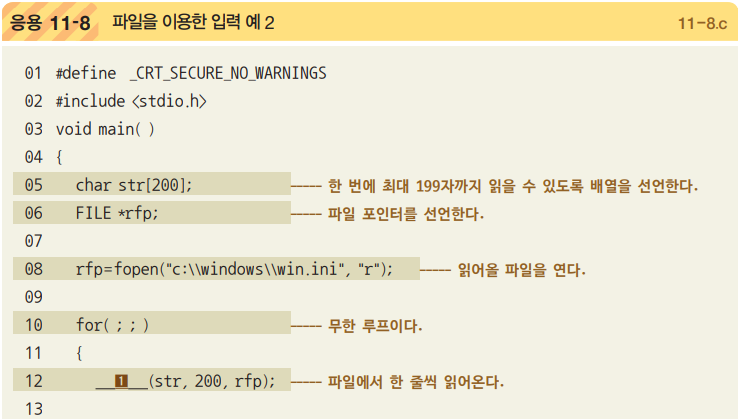 응용 11-8 파일을 이용한 입력 예 2 11-8.c
01 #define _CRT_SECURE_NO_WARNINGS
02 #include <stdio.h>
03 void main( )
04 {
05 char str[200]; ----- 한 번에 최대 199자까지 읽을 수 있도록 배열을 선언한다.
06 FILE *rfp; ----- 파일 포인터를 선언한다.
07
08 rfp=fopen("c:\\windows\\win.ini", "r"); ----- 읽어올 파일을 연다.
09
10 for( ; ; ) ----- 무한 루프이다.
11 {
12 __1__(str, 200, rfp); ----- 파일에서 한 줄씩 읽어온다.
13